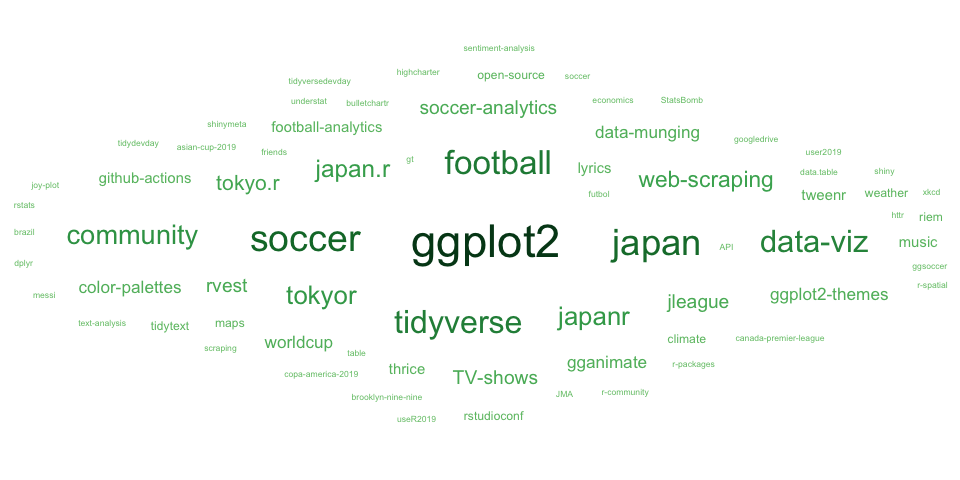 sentiment-analysis
highcharter
open-source
soccer
tidyversedevday
understat
bulletchartr
soccer-analytics
economics
StatsBomb
shinymeta
football-analytics
data-munging
googledrive
tidydevday
asian-cup-2019
friends
gt
football
user2019
github-actions
tokyo.r
japan.r
lyrics
web-scraping
data.table
shiny
joy-plot
futbol
tweenr
weather
xkcd
rstats
httr
riem
brazil
community
soccer
ggplot2
japan
API
data-viz
music
dplyr
ggsoccer
messi
color-palettes
rvest
tokyor
jleague
ggplot2-themes
r-spatial
text-analysis
tidytext
maps
tidyverse
japanr
scraping
worldcup
table
climate
canada-premier-league
copa-america-2019
thrice
TV-shows
gganimate
r-packages
brooklyn-nine-nine
JMA
r-community
useR2019
rstudioconf